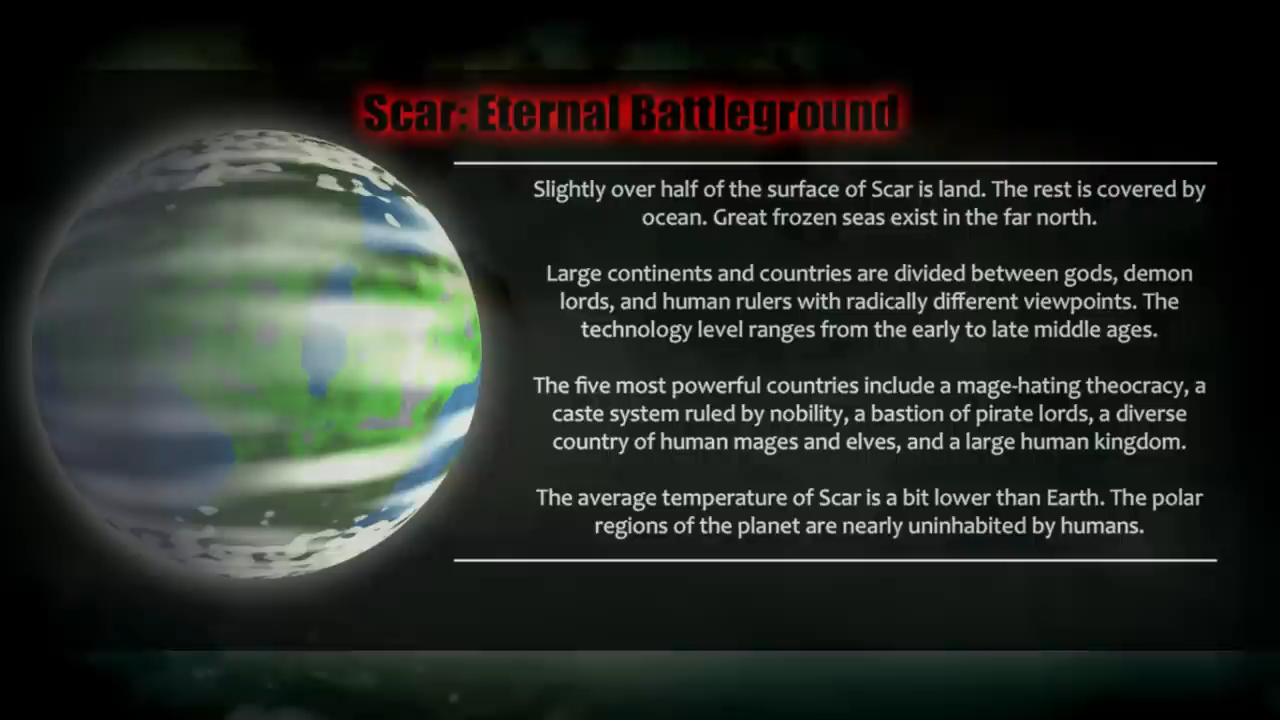 Scar: Eternal Battleground
Slightly over half of the surface of Scar is land. The rest is covered by
ocean. Great frozen seas exist in the far north.
Large continents and countries are divided between gods, demon
lords, and human rulers with radically different viewpoints. The
technology level ranges from the early to late middle ages.
The five most powerful countries include a mage-hating theocracy, a
caste system ruled by nobility, a bastion of pirate lords, a diverse
country of human mages and elves, and a large human kingdom.
The average temperature of Scar is a bit lower than Earth. The polar
regions of the planet are nearly uninhabited by humans.